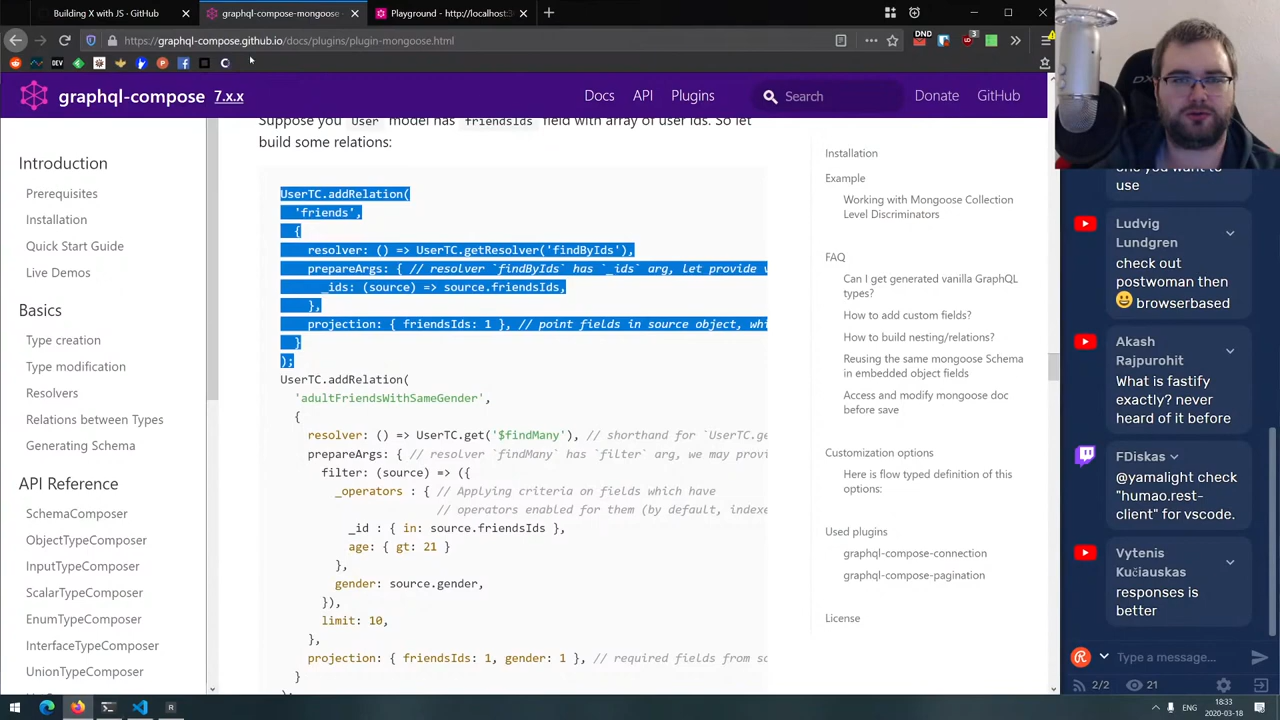 Building X with JS · GitHub
graphql-compose-mongoose ·
Playground - http://localhost:3
https://graphql-compose.github.io/docs/plugins/plugin-mongoose.html
DND
3
DEV
graphql-compose 7.x.x
Docs API Plugins
Search
Donate GitHub
Introduction
Prerequisites
Installation
Quick Start Guide
Live Demos
Basics
Type creation
Type modification
Resolvers
Relations between Types
Generating Schema
API Reference
SchemaComposer
ObjectTypeComposer
InputTypeComposer
ScalarTypeComposer
EnumTypeComposer
InterfaceTypeComposer
UnionTypeComposer
Suppose you User model has friendsIds field with array of user ids. So let
build some relations:
UserTC.addRelation(
'friends',
{
resolver: () => UserTC.getResolver('findByIds'),
prepareArgs: { // resolver `findByIds` has `_ids` arg, let provide
_ids: (source) => source.friendsIds,
},
projection: { friendsIds: 1 }, // point fields in source object,
}
);
UserTC.addRelation(
'adultFriendsWithSameGender',
{
resolver: () => UserTC.get('$findMany'), // shorthand for `UserTC.ge
prepareArgs: { // resolver `findMany` has `filter` arg, we may provi
filter: (source) => ({
_operators : { // Applying criteria on fields which have
// operators enabled for them (by default, indexe
_id : { in: source.friendsIds },
age: { gt: 21 }
},
gender: source.gender,
}),
limit: 10,
},
projection: { friendsIds: 1, gender: 1 }, // required fields from so
}
Installation
Example
Working with Mongoose Collection
Level Discriminators
FAQ
Can I get generated vanilla GraphQL
types?
How to add custom fields?
How to build nesting/relations?
Reusing the same mongoose Schema
in embedded object fields
Access and modify mongoose doc
before save
Customization options
Here is flow typed definition of this
options:
Used plugins
graphql-compose-connection
graphql-compose-pagination
License
use
Ludvig
Lundgren
check out
postwoman then
browserbased
Akash
Rajpurohit
What is fastify
exactly? never
heard of it before
FDiskas
@yamalight check
"humao.rest-
client" for vscode.
Vytenis
Kučiauskas
responses is
better
Type a message...
2/2 21
ENG
18:33
2020-03-18